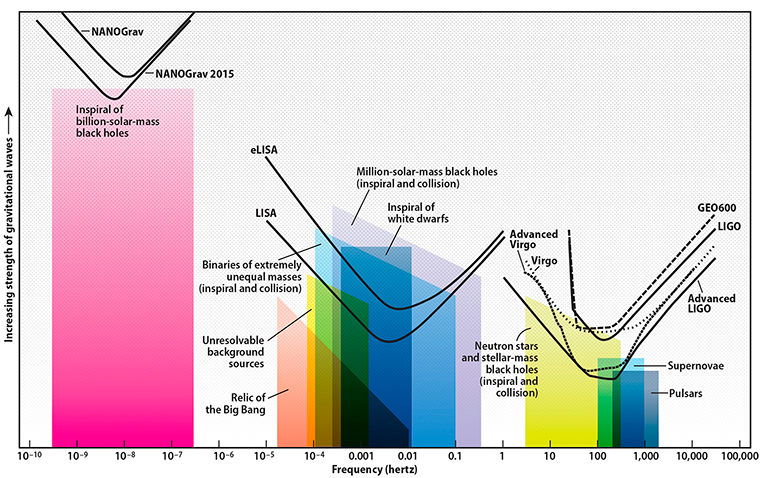 NANOGrav
NANOGrav 2015
Inspiral of
billion-solar-mass
black holes
Increasing strength of gravitational waves
eLISA
LISA
Million-solar-mass black holes
(inspiral and collision)
Inspiral of
white dwarfs
Binaries of extremely
unequal masses
(inspiral and collision)
Unresolvable
background
sources
Relic of
the Big Bang
GEO600
LIGO
Advanced
Virgo
Virgo
Advanced
LIGO
Neutron stars
and stellar-mass
black holes
(inspiral and
collision)
Supernovae
Pulsars
10⁻¹⁰ 10⁻⁹ 10⁻⁸ 10⁻⁷ 10⁻⁶ 10⁻⁵ 10⁻⁴ 0.001 0.01 0.1 1 10 100 1,000 10,000 100,000
Frequency (hertz)